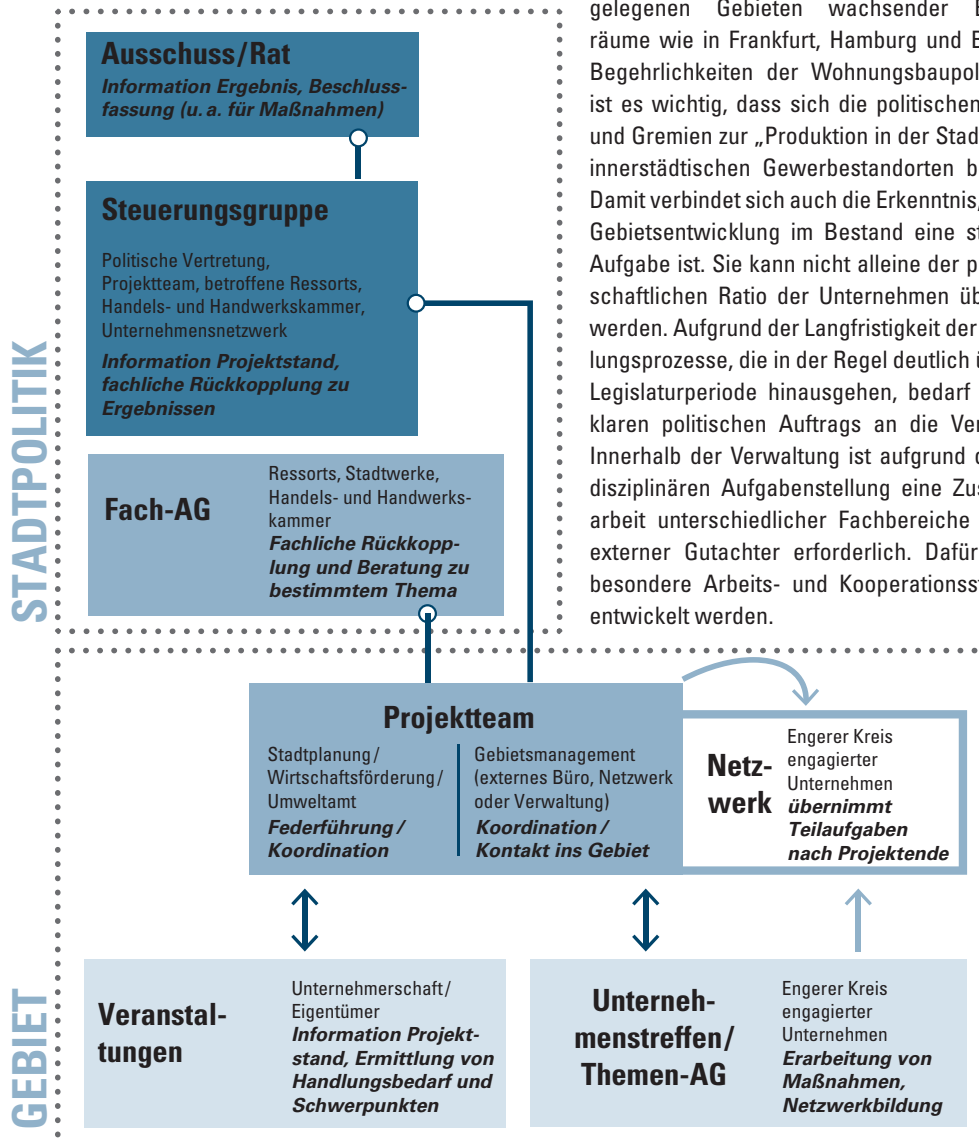 STADTPOLITIK
Ausschuss/Rat
Information Ergebnis, Beschluss-
fassung (u. a. für Maßnahmen)
Steuerungsgruppe
Politische Vertretung,
Projektteam, betroffene Ressorts,
Handels- und Handwerkskammer,
Unternehmensnetzwerk
Information Projektstand,
fachliche Rückkopplung zu
Ergebnissen
Fach-AG
Ressorts, Stadtwerke,
Handels- und Handwerks-
kammer
Fachliche Rückkopp-
lung und Beratung zu
bestimmtem Thema
gelegenen Gebieten wachsender
räume wie in Frankfurt, Hamburg und
Begehrlichkeiten der Wohnungsbaupol
ist es wichtig, dass sich die politischen
und Gremien zur „Produktion in der Stad
innerstädtischen Gewerbestandorten b
Damit verbindet sich auch die Erkenntnis,
Gebietsentwicklung im Bestand eine st
Aufgabe ist. Sie kann nicht alleine der p
schaftlichen Ratio der Unternehmen üb
werden. Aufgrund der Langfristigkeit der
lungsprozesse, die in der Regel deutlich ü
Legislaturperiode hinausgehen, bedarf
klaren politischen Auftrags an die Ver
Innerhalb der Verwaltung ist aufgrund d
disziplinären Aufgabenstellung eine Zus
arbeit unterschiedlicher Fachbereiche
externer Gutachter erforderlich. Dafür
besondere Arbeits- und Kooperationsst
entwickelt werden.
GEBIET
Projektteam
Stadtplanung/
Wirtschaftsförderung/
Umweltamt
Federführung/
Koordination
Gebietsmanagement
(externes Büro, Netzwerk
oder Verwaltung)
Koordination/
Kontakt ins Gebiet
Netz-
werk
Engerer Kreis
engagierter
Unternehmen
übernimmt
Teilaufgaben
nach Projektende
Veranstal-
tungen
Unternehmerschaft/
Eigentümer
Information Projekt-
stand, Ermittlung von
Handlungsbedarf und
Schwerpunkten
Unterneh-
menstreffen/
Themen-AG
Engerer Kreis
engagierter
Unternehmen
Erarbeitung von
Maßnahmen,
Netzwerkbildung